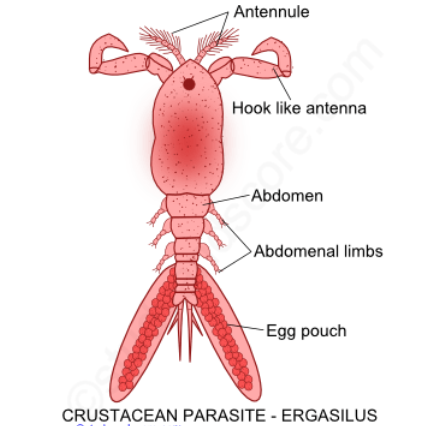 Antennule
Hook like antenna
Abdomen
Abdomenal limbs
Egg pouch
CRUSTACEAN PARASITE - ERGASILUS